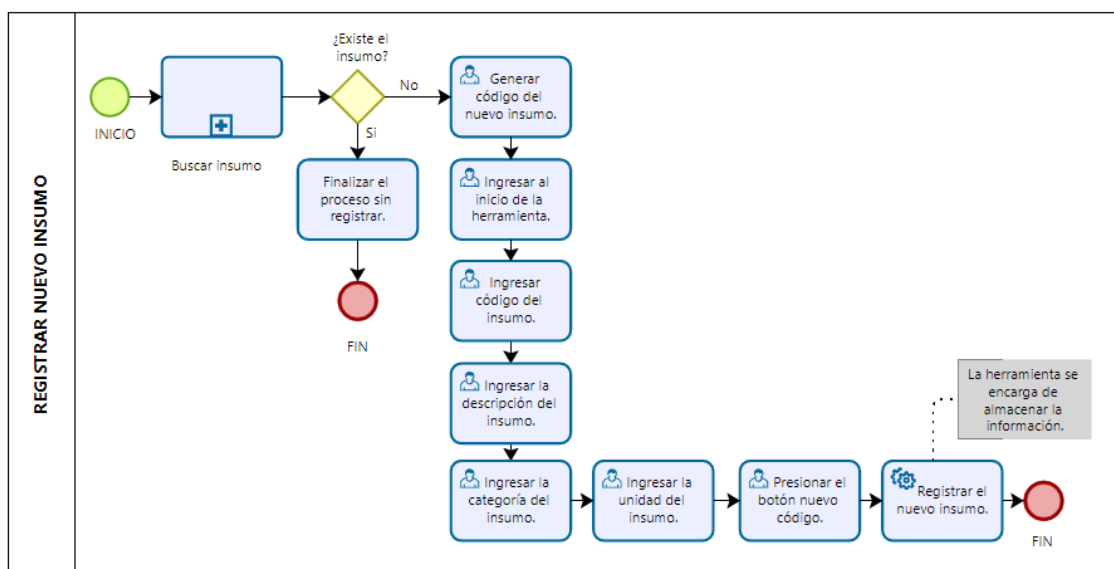 REGISTRAR NUEVO INSUMO
INICIO
Buscar insumo
¿Existe el
insumo?
No
Si
Finalizar el
proceso sin
registrar.
FIN
Generar
código del
nuevo insumo.
Ingresar al
inicio de la
herramienta.
Ingresar
código del
insumo.
Ingresar la
descripción del
insumo.
Ingresar la
categoría del
insumo.
Ingresar la
unidad del
insumo.
Presionar el
botón nuevo
código.
Registrar el
nuevo insumo.
La herramienta se
encarga de
almacenar la
información.
FIN